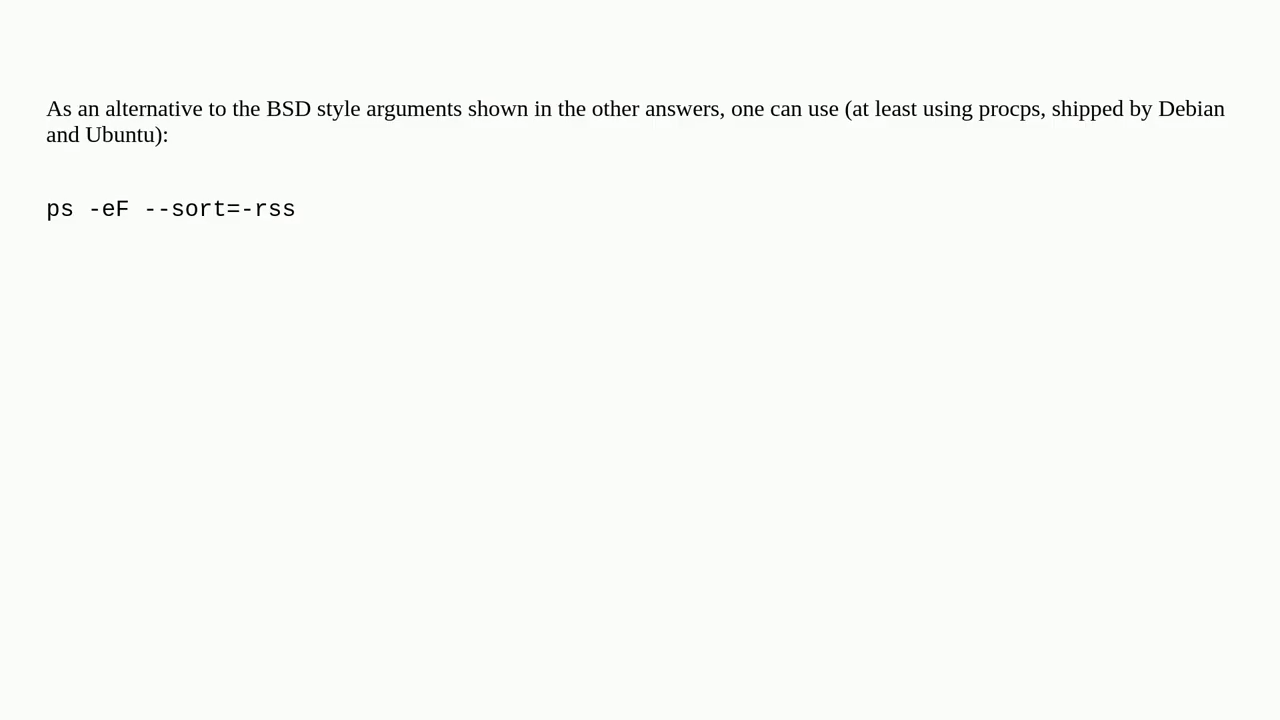 As an alternative to the BSD style arguments shown in the other answers, one can use (at least using procps, shipped by Debian
and Ubuntu):
ps -eF --sort=-rss